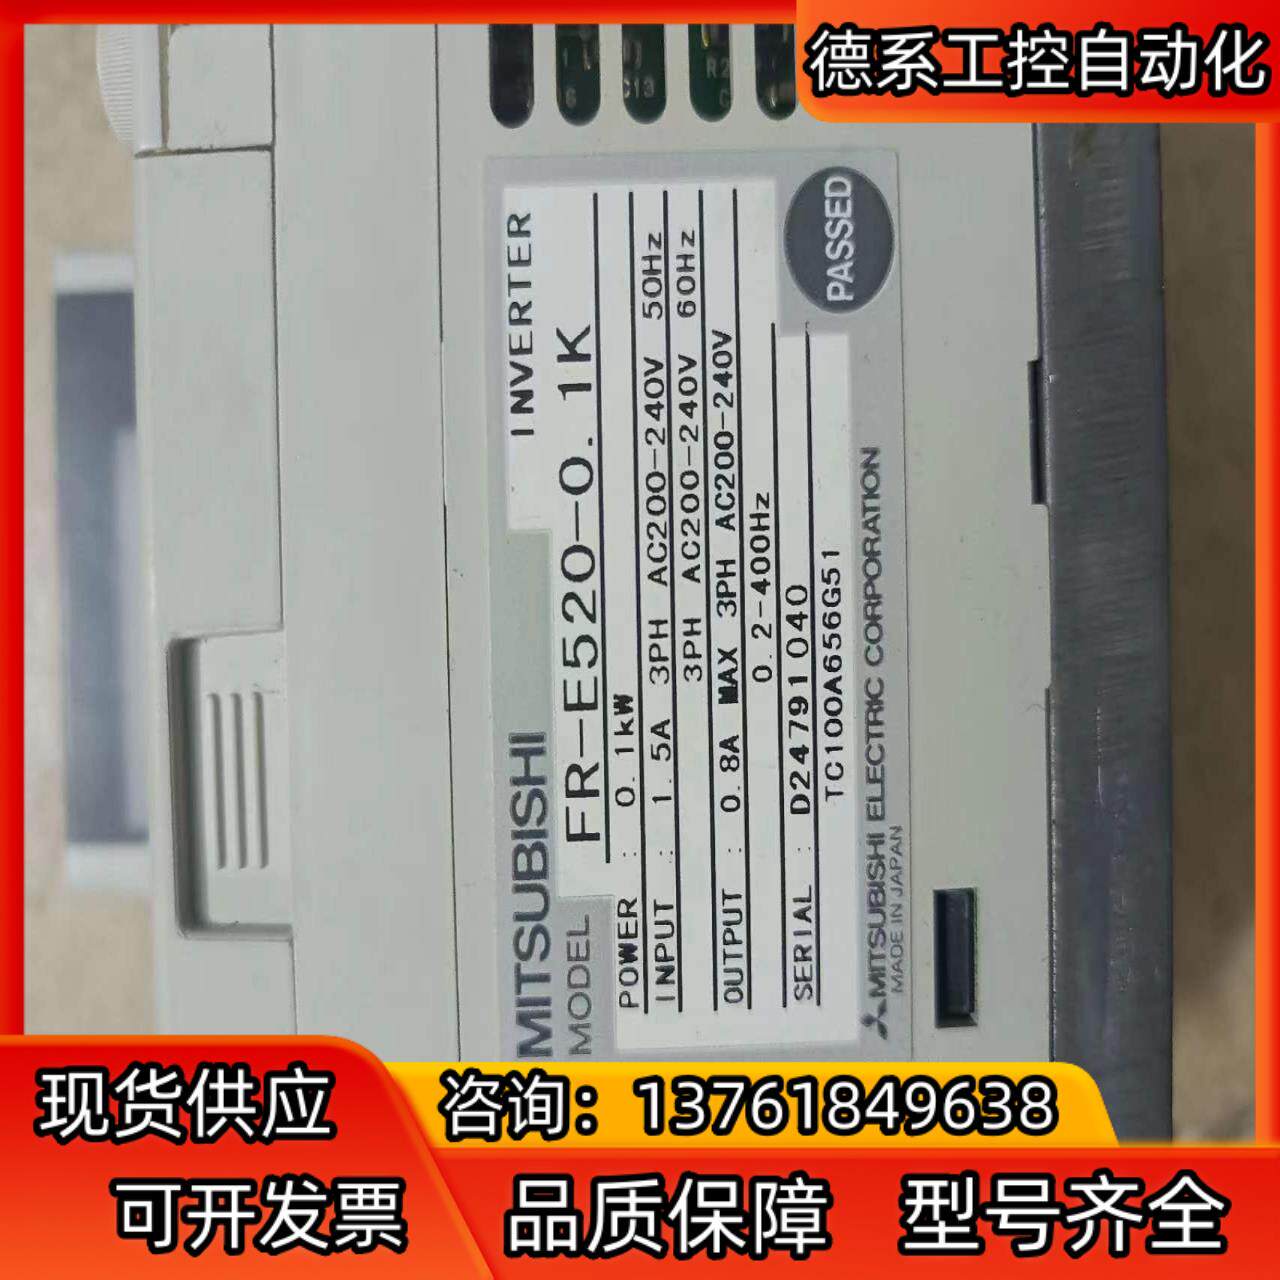 德系工控自动化
R2
C13
6
MITSUBISHI INVERTER
MODEL FR-E520-0.1K
POWER : 0.1kW
INPUT : 1.5A 3PH AC200-240V 50Hz
3PH AC200-240V 60Hz
OUTPUT : 0.8A MAX 3PH AC200-240V
0.2-400Hz
SERIAL : D24791040
TC100A656G51
PASSED
MITSUBISHI ELECTRIC CORPORATION
MADE IN JAPAN
现货供应
咨询：13761849638
可开发票 品质保障 型号齐全